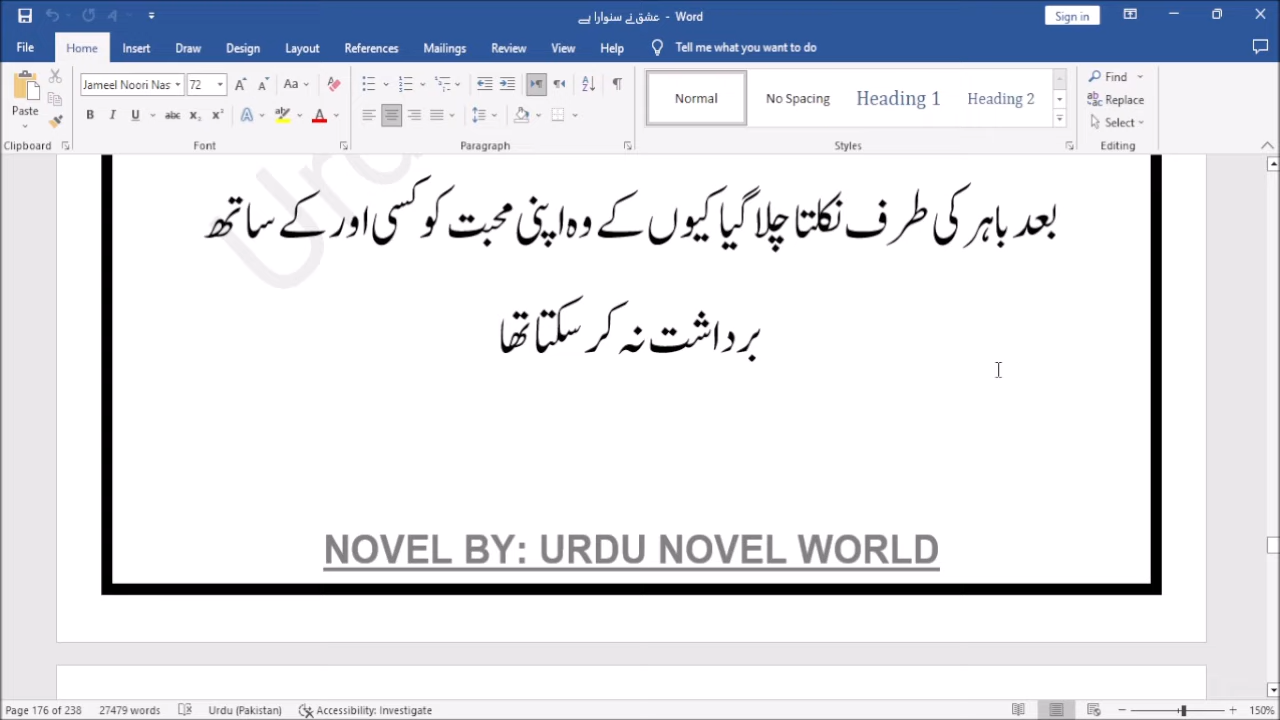 عشق نے سنوارا ہے - Word
Sign in
File Home Insert Draw Design Layout References Mailings Review View Help Tell me what you want to do
Paste
Jameel Noori Nas 72 Aa
B I U abc x₂ x² A A
Normal No Spacing Heading 1 Heading 2
Find
Replace
Select
Clipboard Font Paragraph Styles Editing
بعد باہر کی طرف نکلتا چلا گیا کیوں کے وہ اپنی محبت کو کسی اور کے ساتھ
برداشت نہ کر سکتا تھا
NOVEL BY: URDU NOVEL WORLD
Page 176 of 238 27479 words Urdu (Pakistan) Accessibility: Investigate 150%